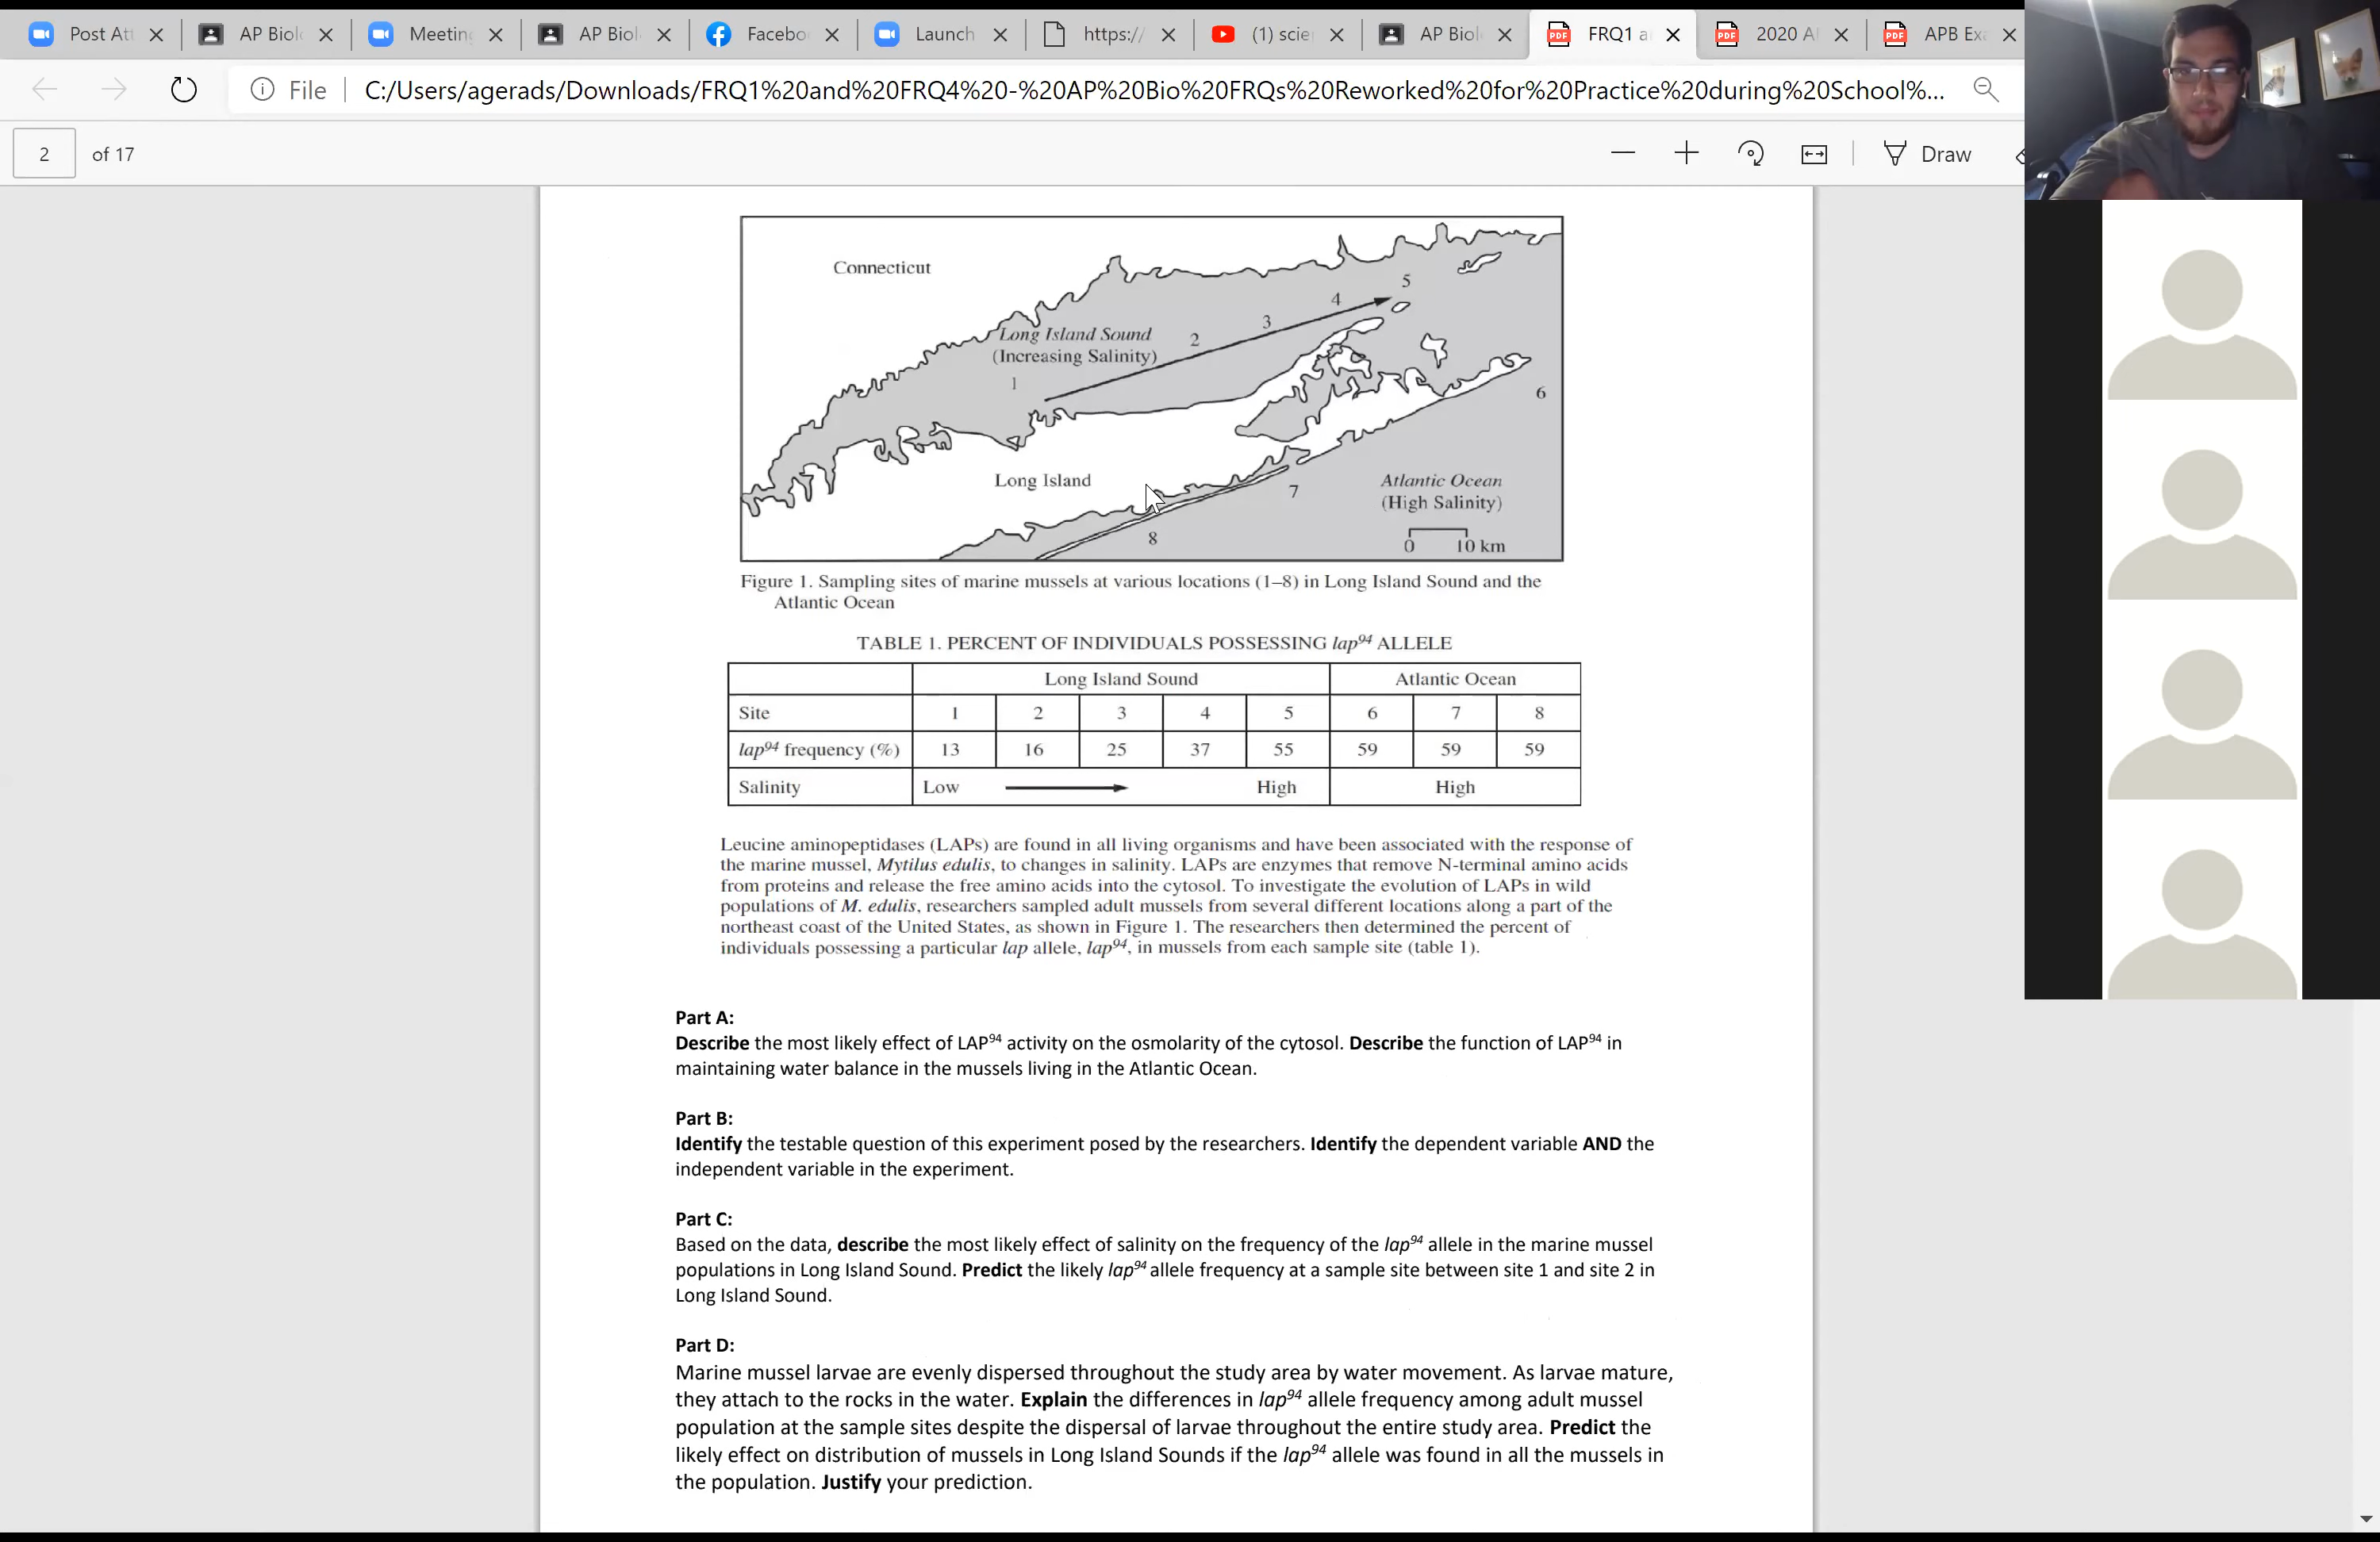 Post Att
AP Biolo
Meeting
AP Biol
Facebo
Launch
https://
(1) scie
AP Biol
FRQ1 a
2020 A
APB Ex
File
C:/Users/agerads/Downloads/FRQ1%20and%20FRQ4%20-%20AP%20Bio%20FRQs%20Reworked%20for%20Practice%20during%20School%...
2 of 17
Draw
Connecticut
5
4
Long Island Sound
(Increasing Salinity)
3
2
1
6
Long Island
7
Atlantic Ocean
(High Salinity)
8
0 10 km
Figure 1. Sampling sites of marine mussels at various locations (1–8) in Long Island Sound and the
Atlantic Ocean
TABLE 1. PERCENT OF INDIVIDUALS POSSESSING lap94 ALLELE
Long Island Sound Atlantic Ocean
Site 1 2 3 4 5 6 7 8
lap94 frequency (%) 13 16 25 37 55 59 59 59
Salinity Low High High
Leucine aminopeptidases (LAPs) are found in all living organisms and have been associated with the response of
the marine mussel, Mytilus edulis, to changes in salinity. LAPs are enzymes that remove N-terminal amino acids
from proteins and release the free amino acids into the cytosol. To investigate the evolution of LAPs in wild
populations of M. edulis, researchers sampled adult mussels from several different locations along a part of the
northeast coast of the United States, as shown in Figure 1. The researchers then determined the percent of
individuals possessing a particular lap allele, lap94, in mussels from each sample site (table 1).
Part A:
Describe the most likely effect of LAP94 activity on the osmolarity of the cytosol. Describe the function of LAP94 in
maintaining water balance in the mussels living in the Atlantic Ocean.
Part B:
Identify the testable question of this experiment posed by the researchers. Identify the dependent variable AND the
independent variable in the experiment.
Part C:
Based on the data, describe the most likely effect of salinity on the frequency of the lap94 allele in the marine mussel
populations in Long Island Sound. Predict the likely lap94 allele frequency at a sample site between site 1 and site 2 in
Long Island Sound.
Part D:
Marine mussel larvae are evenly dispersed throughout the study area by water movement. As larvae mature,
they attach to the rocks in the water. Explain the differences in lap94 allele frequency among adult mussel
population at the sample sites despite the dispersal of larvae throughout the entire study area. Predict the
likely effect on distribution of mussels in Long Island Sounds if the lap94 allele was found in all the mussels in
the population. Justify your prediction.